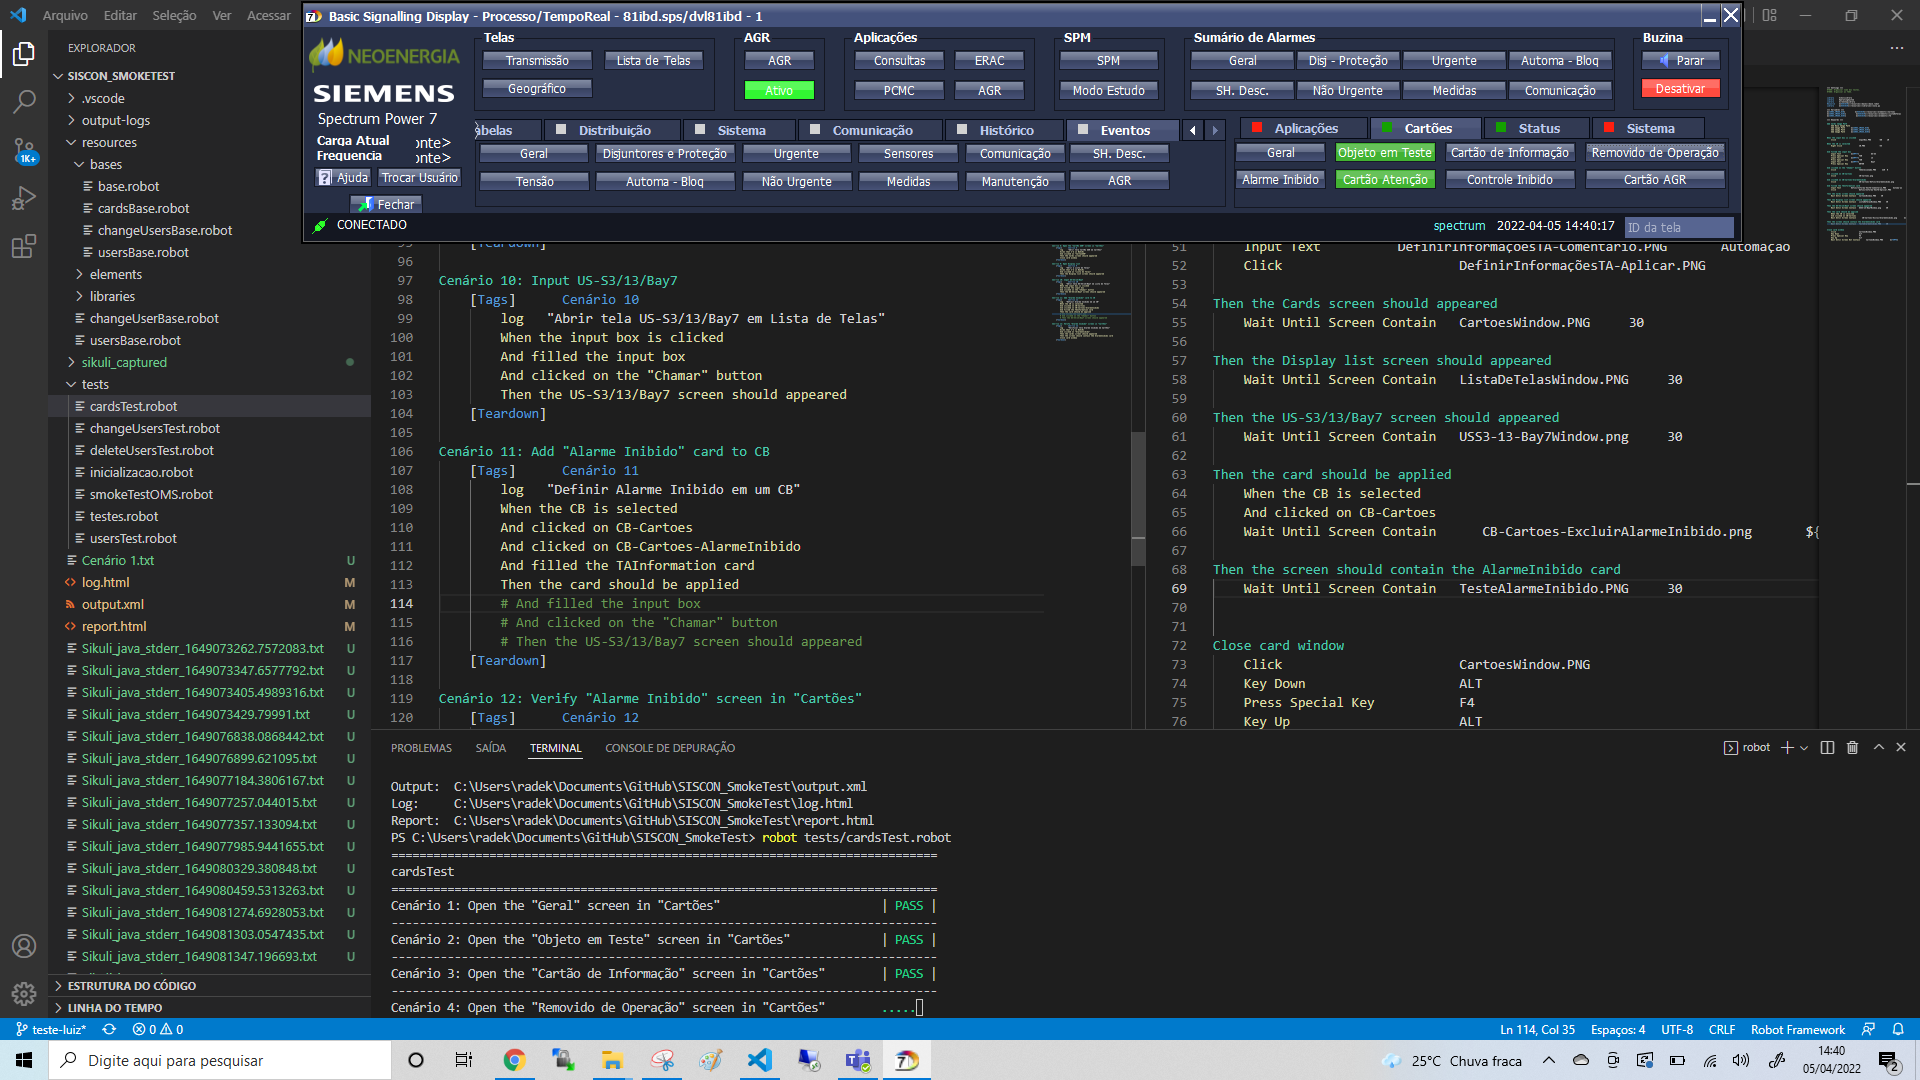 Arquivo Editar Seleção Ver Acessar
Basic Signalling Display - Processo/TempoReal - 81ibd.sps/dvl81ibd - 1
NEOENERGIA
SIEMENS
Spectrum Power 7
Carga Atual onte>
Frequencia onte>
Ajuda Trocar Usuário
Fechar
CONECTADO
Telas
Transmissão Lista de Telas
Geográfico
AGR
AGR
Ativo
Aplicações
Consultas ERAC
PCMC AGR
SPM
SPM
Modo Estudo
Sumário de Alarmes
Geral Disj - Proteção Urgente Automa - Bloq
SH. Desc. Não Urgente Medidas Comunicação
Buzina
Parar
Desativar
abelas Distribuição Sistema Comunicação Histórico Eventos
Geral Disjuntores e Proteção Urgente Sensores Comunicação SH. Desc.
Tensão Automa - Bloq Não Urgente Medidas Manutenção AGR
Aplicações Cartões Status Sistema
Geral Objeto em Teste Cartão de Informação Removido de Operação
Alarme Inibido Cartão Atenção Controle Inibido Cartão AGR
spectrum 2022-04-05 14:40:17 ID da tela
EXPLORADOR
SISCON_SMOKETEST
.vscode
output-logs
resources
bases
base.robot
cardsBase.robot
changeUsersBase.robot
usersBase.robot
elements
libraries
changeUserBase.robot
usersBase.robot
sikuli_captured
tests
cardsTest.robot
changeUsersTest.robot
deleteUsersTest.robot
inicializacao.robot
smokeTestOMS.robot
testes.robot
usersTest.robot
Cenário 1.txt U
log.html M
output.xml M
report.html M
Sikuli_java_stderr_1649073262.7572083.txt U
Sikuli_java_stderr_1649073347.6577792.txt U
Sikuli_java_stderr_1649073405.4989316.txt U
Sikuli_java_stderr_1649073429.79991.txt U
Sikuli_java_stderr_1649076838.0868442.txt U
Sikuli_java_stderr_1649076899.621095.txt U
Sikuli_java_stderr_1649077184.3806167.txt U
Sikuli_java_stderr_1649077257.044015.txt U
Sikuli_java_stderr_1649077357.133094.txt U
Sikuli_java_stderr_1649077985.9441655.txt U
Sikuli_java_stderr_1649080329.380848.txt U
Sikuli_java_stderr_1649080459.5313263.txt U
Sikuli_java_stderr_1649081274.6928053.txt U
Sikuli_java_stderr_1649081303.0547435.txt U
Sikuli_java_stderr_1649081347.196693.txt U
ESTRUTURA DO CÓDIGO
LINHA DO TEMPO
1K+
95 [Teardown]
96
97 Cenário 10: Input US-S3/13/Bay7
98 [Tags] Cenário 10
99 log "Abrir tela US-S3/13/Bay7 em Lista de Telas"
100 When the input box is clicked
101 And filled the input box
102 And clicked on the "Chamar" button
103 Then the US-S3/13/Bay7 screen should appeared
104 [Teardown]
105
106 Cenário 11: Add "Alarme Inibido" card to CB
107 [Tags] Cenário 11
108 log "Definir Alarme Inibido em um CB"
109 When the CB is selected
110 And clicked on CB-Cartoes
111 And clicked on CB-Cartoes-AlarmeInibido
112 And filled the TAInformation card
113 Then the card should be applied
114 # And filled the input box
115 # And clicked on the "Chamar" button
116 # Then the US-S3/13/Bay7 screen should appeared
117 [Teardown]
118
119 Cenário 12: Verify "Alarme Inibido" screen in "Cartões"
120 [Tags] Cenário 12
51 Input Text DefinirInformaçõesTA-Comentario.PNG Automaçao
52 Click DefinirInformaçõesTA-Aplicar.PNG
53
54 Then the Cards screen should appeared
55 Wait Until Screen Contain CartoesWindow.PNG 30
56
57 Then the Display list screen should appeared
58 Wait Until Screen Contain ListaDeTelasWindow.PNG 30
59
60 Then the US-S3/13/Bay7 screen should appeared
61 Wait Until Screen Contain USS3-13-Bay7Window.png 30
62
63 Then the card should be applied
64 When the CB is selected
65 And clicked on CB-Cartoes
66 Wait Until Screen Contain CB-Cartoes-ExcluirAlarmeInibido.png ${
67
68 Then the screen should contain the AlarmeInibido card
69 Wait Until Screen Contain TesteAlarmeInibido.PNG 30
70
71
72 Close card window
73 Click CartoesWindow.PNG
74 Key Down ALT
75 Press Special Key F4
76 Key Up ALT
PROBLEMAS SAÍDA TERMINAL CONSOLE DE DEPURAÇÃO
robot
Output: C:\Users\radek\Documents\GitHub\SISCON_SmokeTest\output.xml
Log: C:\Users\radek\Documents\GitHub\SISCON_SmokeTest\log.html
Report: C:\Users\radek\Documents\GitHub\SISCON_SmokeTest\report.html
PS C:\Users\radek\Documents\GitHub\SISCON_SmokeTest> robot tests/cardsTest.robot
==============================================================================
cardsTest
==============================================================================
Cenário 1: Open the "Geral" screen in "Cartões" | PASS |
------------------------------------------------------------------------------
Cenário 2: Open the "Objeto em Teste" screen in "Cartões" | PASS |
------------------------------------------------------------------------------
Cenário 3: Open the "Cartão de Informação" screen in "Cartões" | PASS |
------------------------------------------------------------------------------
Cenário 4: Open the "Removido de Operação" screen in "Cartões" .....
teste-luiz* 0 0
Ln 114, Col 35 Espaços: 4 UTF-8 CRLF Robot Framework
Digite aqui para pesquisar
25°C Chuva fraca
14:40
05/04/2022
2